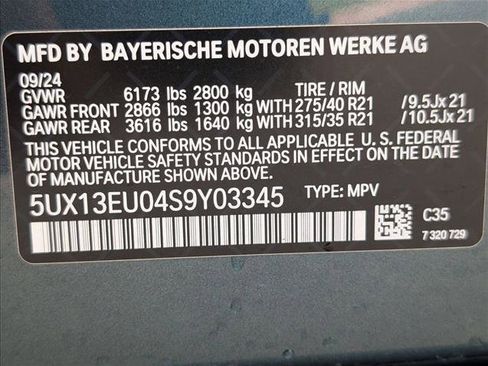 MFD BY BAYERISCHE MOTOREN WERKE AG
09/24
GVWR 6173 lbs 2800 kg TIRE / RIM
GAWR FRONT 2866 lbs 1300 kg WITH 275/40 R21 /9.5Jx21
GAWR REAR 3616 lbs 1640 kg WITH 315/35 R21 /10.5Jx21
THIS VEHICLE CONFORMS TO ALL APPLICABLE U. S. FEDERAL
MOTOR VEHICLE SAFETY STANDARDS IN EFFECT ON THE DATE
OF MANUFACTURE SHOWN ABOVE.
5UX13EU04S9Y03345 TYPE: MPV
C35
7 320 729